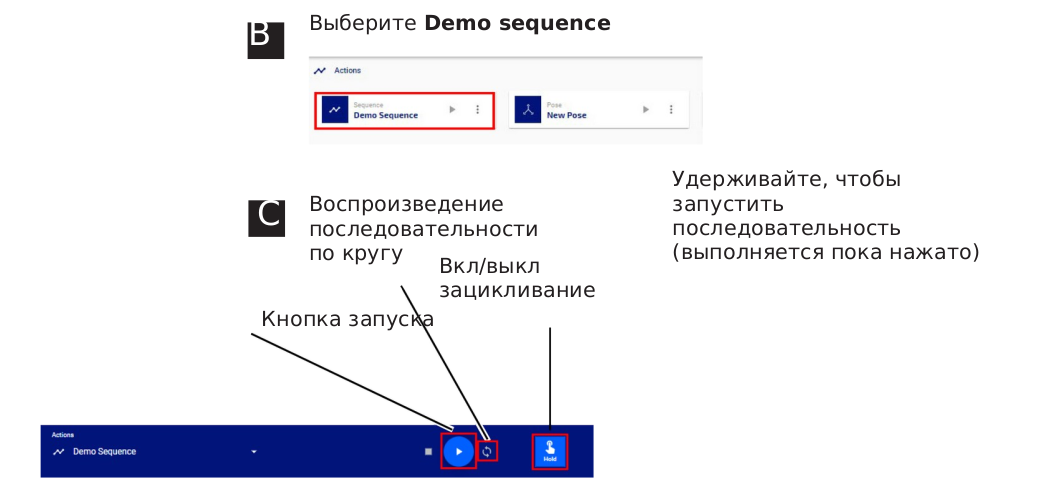 B
Выберите Demo sequence
Actions
Sequence
Demo Sequence
Pose
New Pose
C
Воспроизведение
последовательности
по кругу
Удерживайте, чтобы
запустить
последовательность
(выполняется пока нажато)
Вкл/выкл
зацикливание
Кнопка запуска
Actions
Demo Sequence
Hold